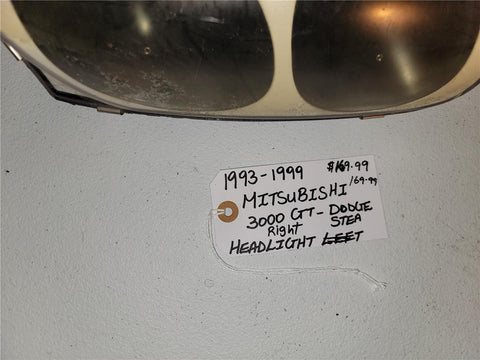 1993-1999 $169.99
MITSUBISHI 169.99
3000 GT - DODGE
Right STEA
HEADLIGHT LEFT